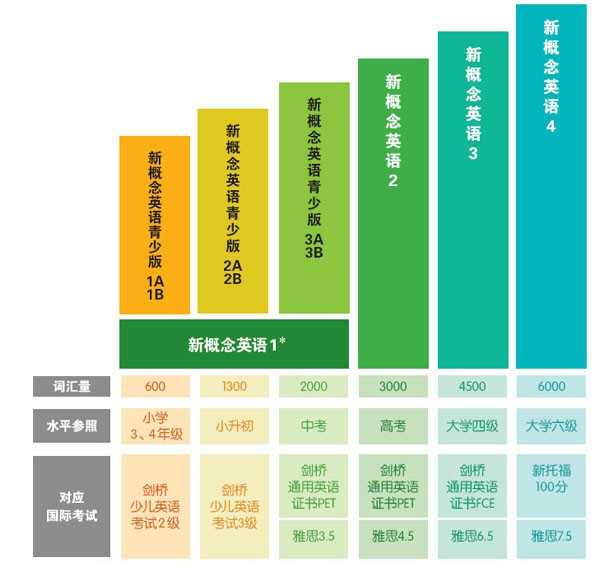 新概念英语青少版 1A 1B
新概念英语青少版 2A 2B
新概念英语青少版 3A 3B
新概念英语2
新概念英语3
新概念英语4
新概念英语1*
词汇量 600 1300 2000 3000 4500 6000
水平参照 小学 3、4年级 小升初 中考 高考 大学四级 大学六级
对应
国际考试
剑桥
少儿英语
考试2级
剑桥
少儿英语
考试3级
剑桥
通用英语
证书PET
剑桥
通用英语
证书PET
剑桥
通用英语
证书FCE
新托福
100分
雅思3.5 雅思4.5 雅思6.5 雅思7.5